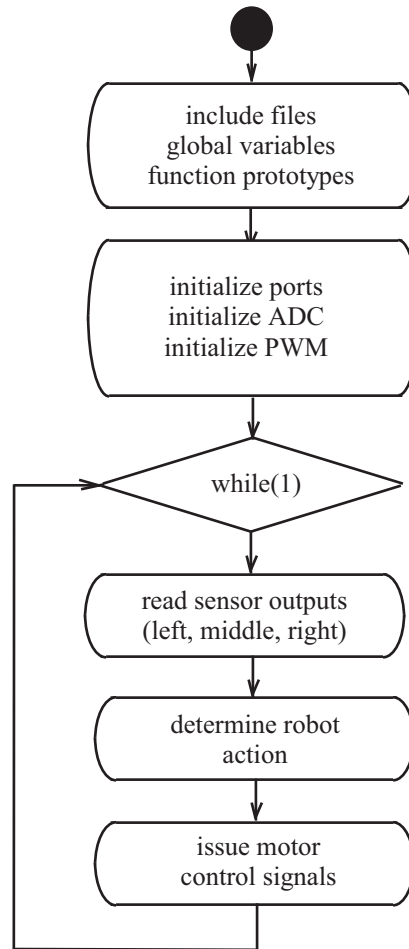 include files
global variables
function prototypes
initialize ports
initialize ADC
initialize PWM
while(1)
read sensor outputs
(left, middle, right)
determine robot
action
issue motor
control signals